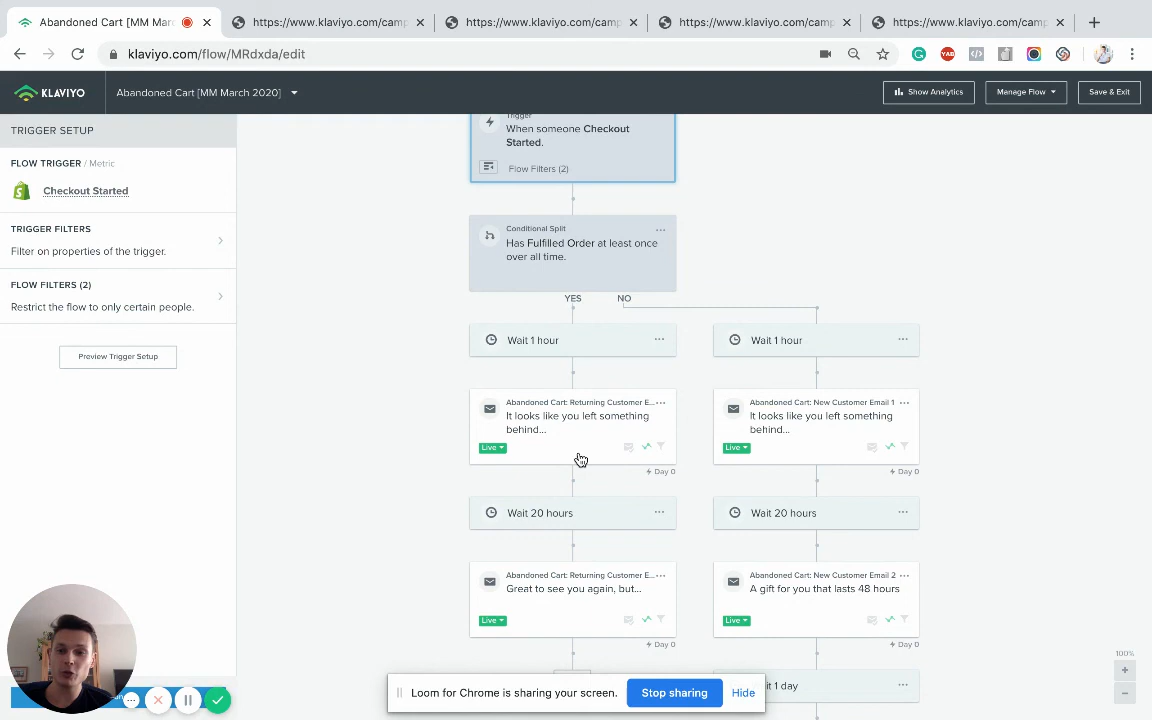 Abandoned Cart [MM Marc
https://www.klaviyo.com/camp
https://www.klaviyo.com/camp
https://www.klaviyo.com/camp
https://www.klaviyo.com/camp
klaviyo.com/flow/MRdxda/edit
YAB
KLAVIYO
Abandoned Cart [MM March 2020]
Show Analytics
Manage Flow
Save & Exit
TRIGGER SETUP
FLOW TRIGGER / Metric
Checkout Started
TRIGGER FILTERS
Filter on properties of the trigger.
FLOW FILTERS (2)
Restrict the flow to only certain people.
Preview Trigger Setup
Trigger
When someone Checkout
Started.
Flow Filters (2)
Conditional Split
Has Fulfilled Order at least once
over all time.
YES
NO
Wait 1 hour
Wait 1 hour
Abandoned Cart: Returning Customer E...
It looks like you left something
behind...
Live
Day 0
Abandoned Cart: New Customer Email 1
It looks like you left something
behind...
Live
Day 0
Wait 20 hours
Wait 20 hours
Abandoned Cart: Returning Customer E...
Great to see you again, but...
Live
Day 0
Abandoned Cart: New Customer Email 2
A gift for you that lasts 48 hours
Live
Day 0
it 1 day
100%
Loom for Chrome is sharing your screen.
Stop sharing
Hide